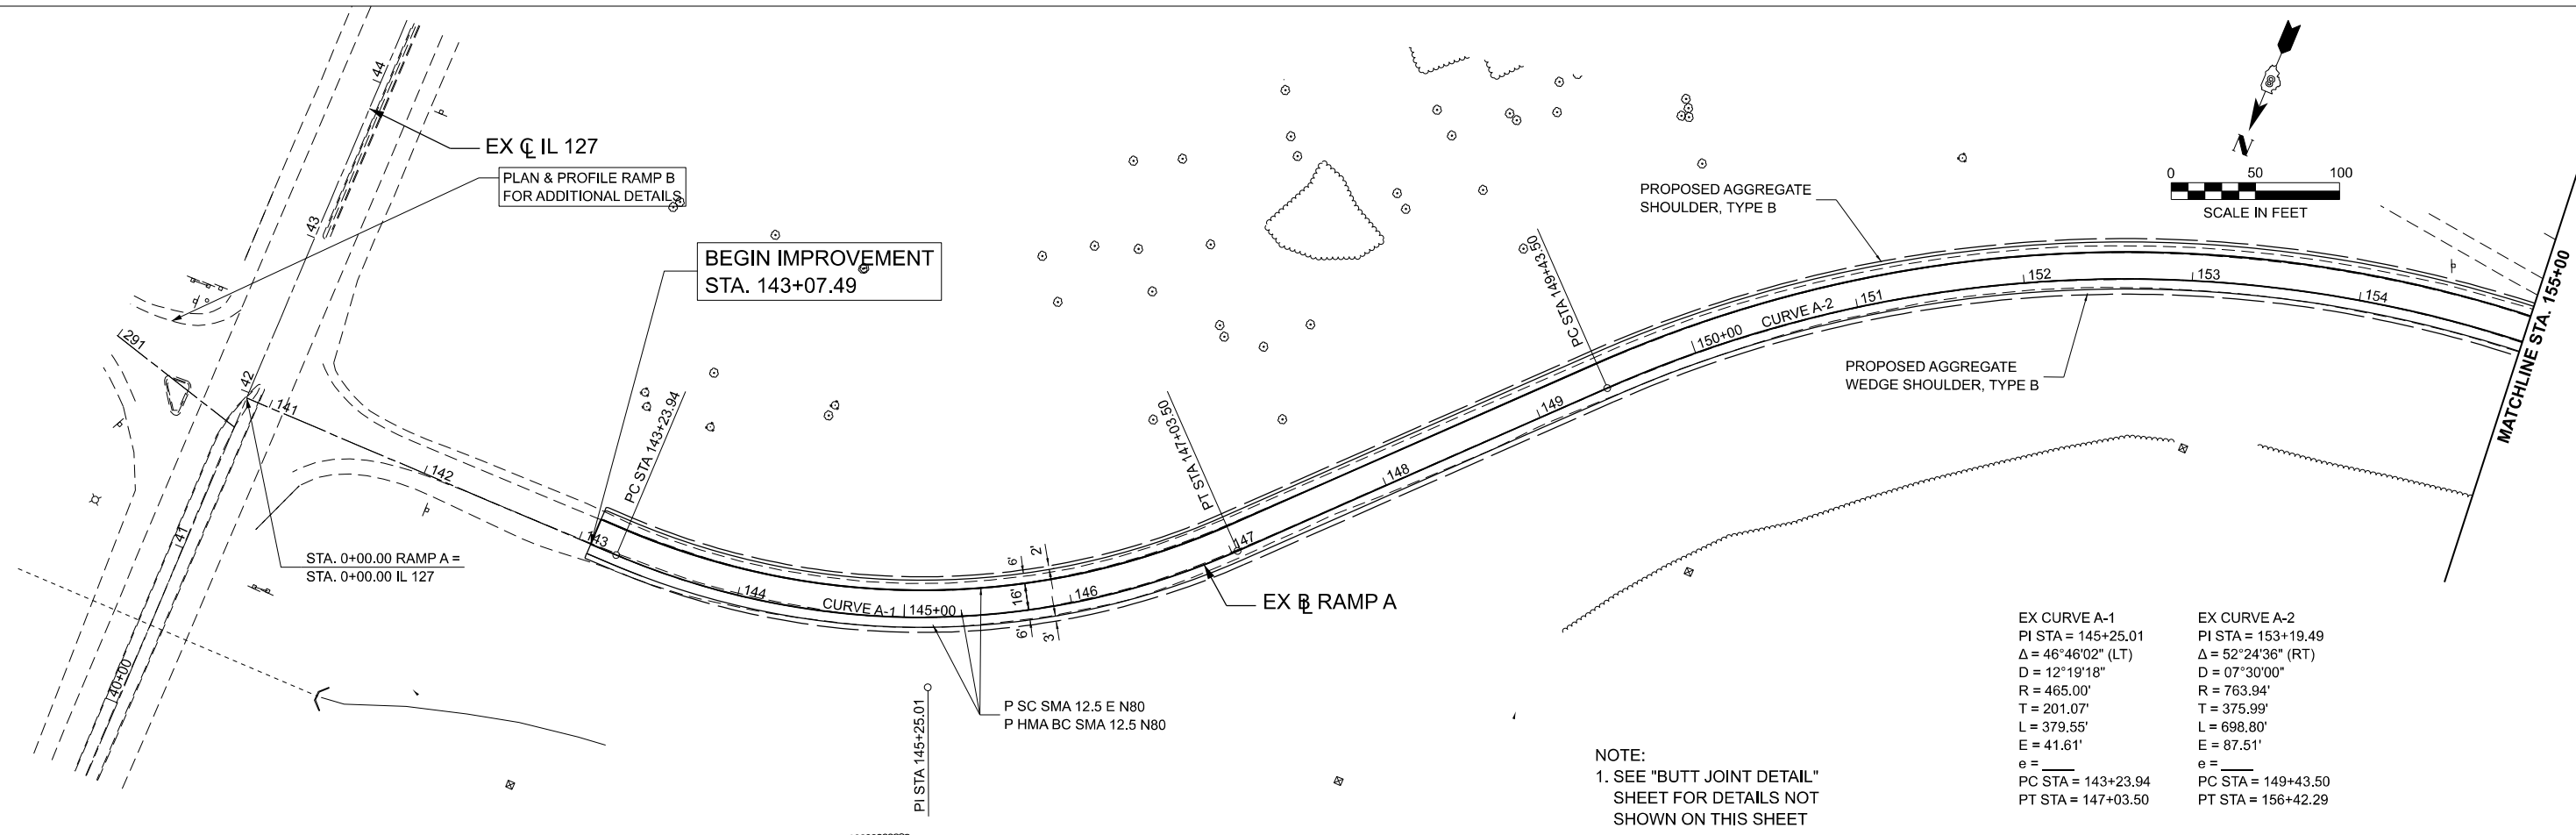 44
EX ℄ IL 127
PLAN & PROFILE RAMP B
FOR ADDITIONAL DETAILS
43
BEGIN IMPROVEMENT
STA. 143+07.49
291
42
141
142
41
40+00
STA. 0+00.00 RAMP A =
STA. 0+00.00 IL 127
143
PC STA 143+23.94
144
CURVE A-1
145+00
6'
2'
16'
6'
3'
146
147
PT STA 147+03.50
EX BL RAMP A
P SC SMA 12.5 E N80
P HMA BC SMA 12.5 N80
PI STA 145+25.01
148
149
PC STA 149+43.50
150+00
CURVE A-2
151
152
153
154
PROPOSED AGGREGATE
SHOULDER, TYPE B
PROPOSED AGGREGATE
WEDGE SHOULDER, TYPE B
N
0 50 100
SCALE IN FEET
MATCHLINE STA. 155+00
NOTE:
1. SEE "BUTT JOINT DETAIL"
SHEET FOR DETAILS NOT
SHOWN ON THIS SHEET
EX CURVE A-1
PI STA = 145+25.01
Δ = 46°46'02" (LT)
D = 12°19'18"
R = 465.00'
T = 201.07'
L = 379.55'
E = 41.61'
e = ____
PC STA = 143+23.94
PT STA = 147+03.50
EX CURVE A-2
PI STA = 153+19.49
Δ = 52°24'36" (RT)
D = 07°30'00"
R = 763.94'
T = 375.99'
L = 698.80'
E = 87.51'
e = ____
PC STA = 149+43.50
PT STA = 156+42.29